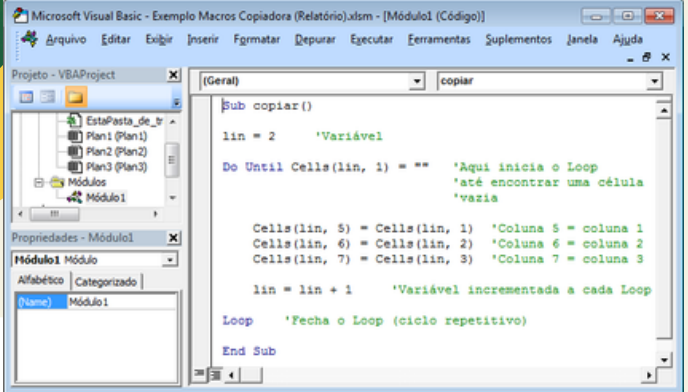 Microsoft Visual Basic - Exemplo Macros Copiadora (Relatório).xlsm - [Módulo1 (Código)]
Arquivo Editar Exibir Inserir Formatar Depurar Executar Ferramentas Suplementos Janela Ajuda
Projeto - VBAProject
EstaPasta_de_tr
Plan1 (Plan1)
Plan2 (Plan2)
Plan3 (Plan3)
Módulos
Módulo1
Propriedades - Módulo1
Módulo1 Módulo
Alfabético Categorizado
(Name) Módulo1
(Geral) copiar
Sub copiar()
lin = 2 'Variável
Do Until Cells(lin, 1) = "" 'Aqui inicia o Loop
'até encontrar uma célula
'vazia
Cells(lin, 5) = Cells(lin, 1) 'Coluna 5 = coluna 1
Cells(lin, 6) = Cells(lin, 2) 'Coluna 6 = coluna 2
Cells(lin, 7) = Cells(lin, 3) 'Coluna 7 = coluna 3
lin = lin + 1 'Variável incrementada a cada Loop
Loop 'Fecha o Loop (ciclo repetitivo)
End Sub